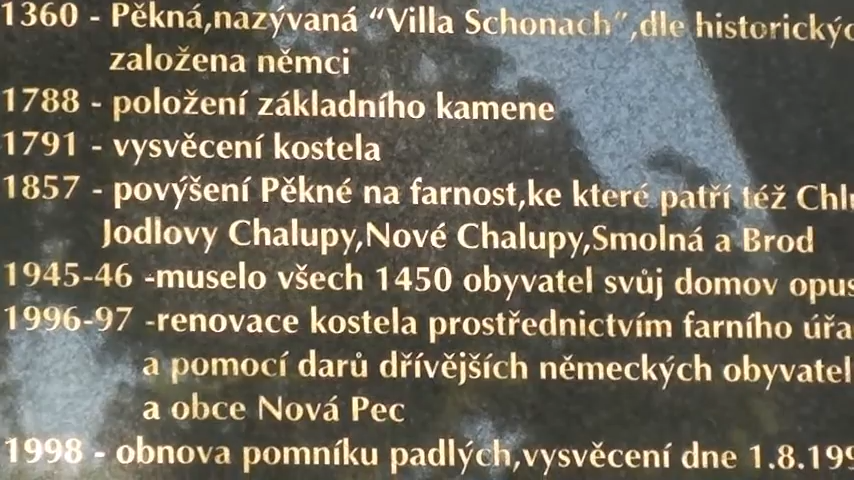 1360 - Pěkná,nazývaná “Villa Schonach”,dle
založena němci
1788 - položení základního kamene
1791 - vysvěcení kostela
1857 - povýšení Pěkné na farnost,ke které patří též
Jodlovy Chalupy,Nové Chalupy,Smolná a Brod
1945-46 -muselo všech 1450 obyvatel svůj domov
1996-97 -renovace kostela prostřednictvím farního
a pomocí darů dřívějších německých
a obce Nová Pec
1998 - obnova pomníku padlých,vysvěcení dne